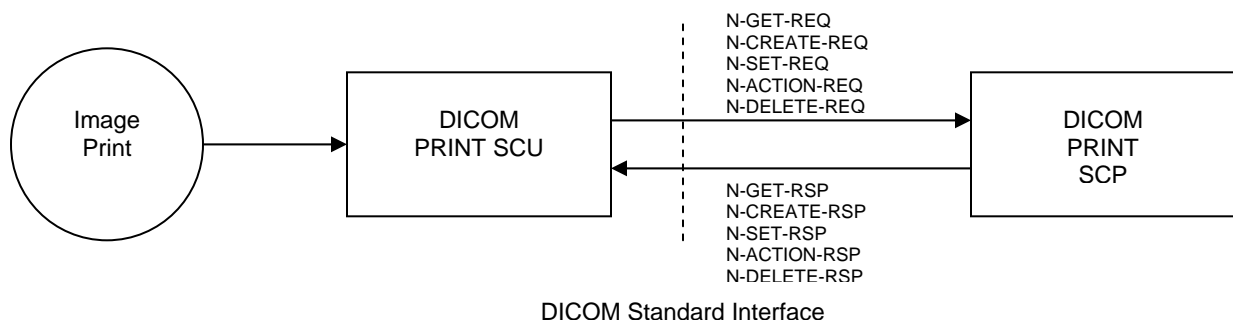 N-GET-REQ
N-CREATE-REQ
N-SET-REQ
N-ACTION-REQ
N-DELETE-REQ
Image
Print
DICOM
PRINT SCU
DICOM
PRINT
SCP
N-GET-RSP
N-CREATE-RSP
N-SET-RSP
N-ACTION-RSP
N-DELETE-RSP
DICOM Standard Interface